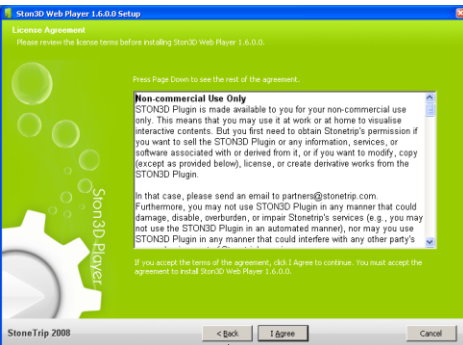 Ston3D Web Player 1.6.0.0 Setup
License Agreement
Please review the license terms before installing Ston3D Web Player 1.6.0.0.
Press Page Down to see the rest of the agreement.
Non-commercial Use Only
STON3D Plugin is made available to you for your non-commercial use
only. This means that you may use it at work or at home to visualise
interactive contents. But you first need to obtain Stonetrip's permission if
you want to sell the STON3D Plugin or any information, services, or
software associated with or derived from it, or if you want to modify, copy
(except as provided below), license, or create derivative works from the
STON3D Plugin.
In that case, please send an email to partners@stonetrip.com.
Furthermore, you may not use STON3D Plugin in any manner that could
damage, disable, overburden, or impair Stonetrip's services (e.g., you may
not use the STON3D Plugin in an automated manner), nor may you use
STON3D Plugin in any manner that could interfere with any other party's
If you accept the terms of the agreement, click I Agree to continue. You must accept the
agreement to install Ston3D Web Player 1.6.0.0.
Ston3D Player
StoneTrip 2008
< Back
I Agree
Cancel